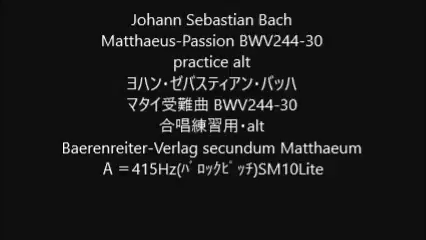 Johann Sebastian Bach
Matthaeus-Passion BWV244-30
practice alt
ﾖﾊﾝ･ｾﾞﾊﾞｽﾃｨｱﾝ･ﾊﾞｯﾊ
ﾏﾀｲ受難曲 BWV244-30
合唱練習用･alt
Baerenreiter-Verlag secundum Matthaeum
Ａ＝415Hz(ﾊﾞﾛｯｸﾋﾟｯﾁ)SM10Lite